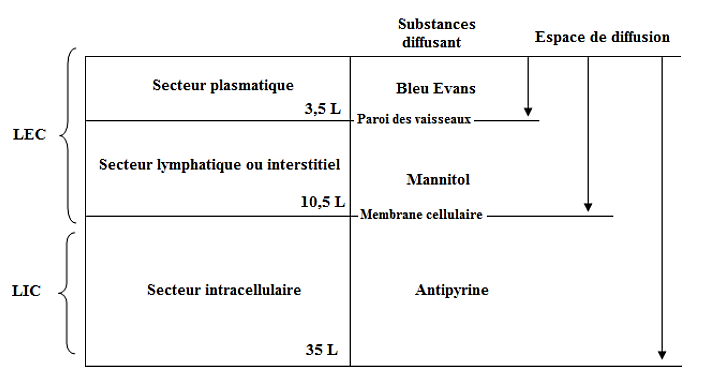 Substances
diffusant
Espace de diffusion
Secteur plasmatique
Bleu Evans
3,5 L
Paroi des vaisseaux
LEC
Secteur lymphatique ou interstitiel
Mannitol
10,5 L
Membrane cellulaire
LIC
Secteur intracellulaire
Antipyrine
35 L